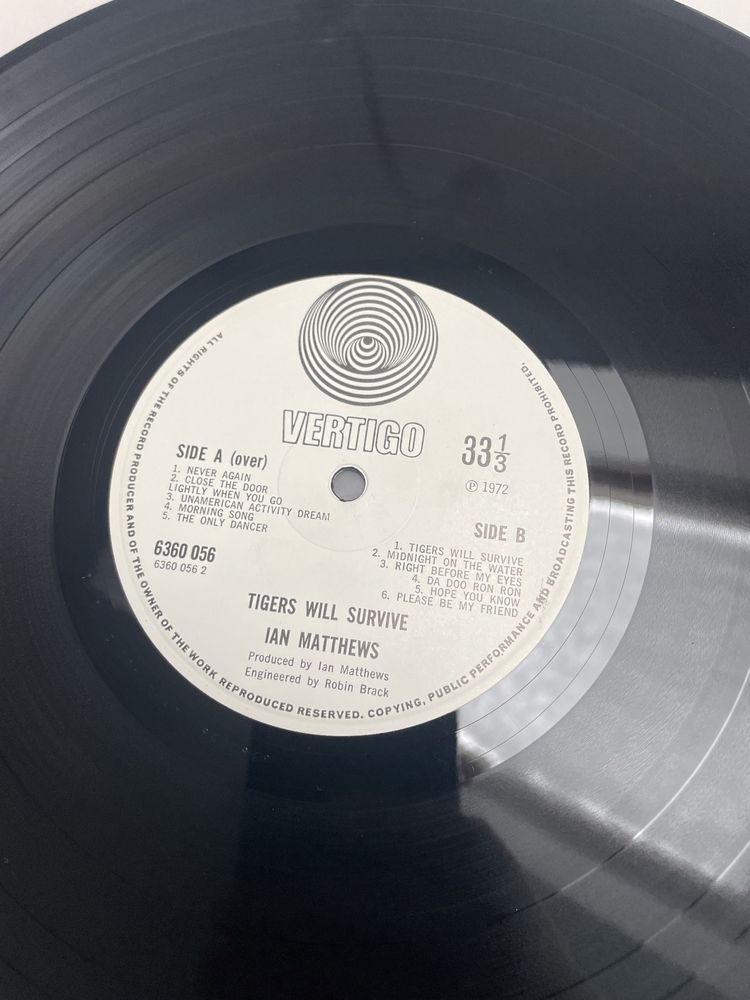 VERTIGO
33 1/3
℗ 1972
SIDE A (over)
1. NEVER AGAIN
2. CLOSE THE DOOR
LIGHTLY WHEN YOU GO
3. UNAMERICAN ACTIVITY DREAM
4. MORNING SONG
5. THE ONLY DANCER
6360 056
6360 056 2
SIDE B
1. TIGERS WILL SURVIVE
2. MIDNIGHT ON THE WATER
3. RIGHT BEFORE MY EYES
4. DA DOO RON RON
5. HOPE YOU KNOW
6. PLEASE BE MY FRIEND
TIGERS WILL SURVIVE
IAN MATTHEWS
Produced by Ian Matthews
Engineered by Robin Brack
ALL RIGHTS OF THE RECORD PRODUCER AND OF THE OWNER OF THE WORK REPRODUCED RESERVED. COPYING, PUBLIC PERFORMANCE AND BROADCASTING THIS RECORD PROHIBITED.